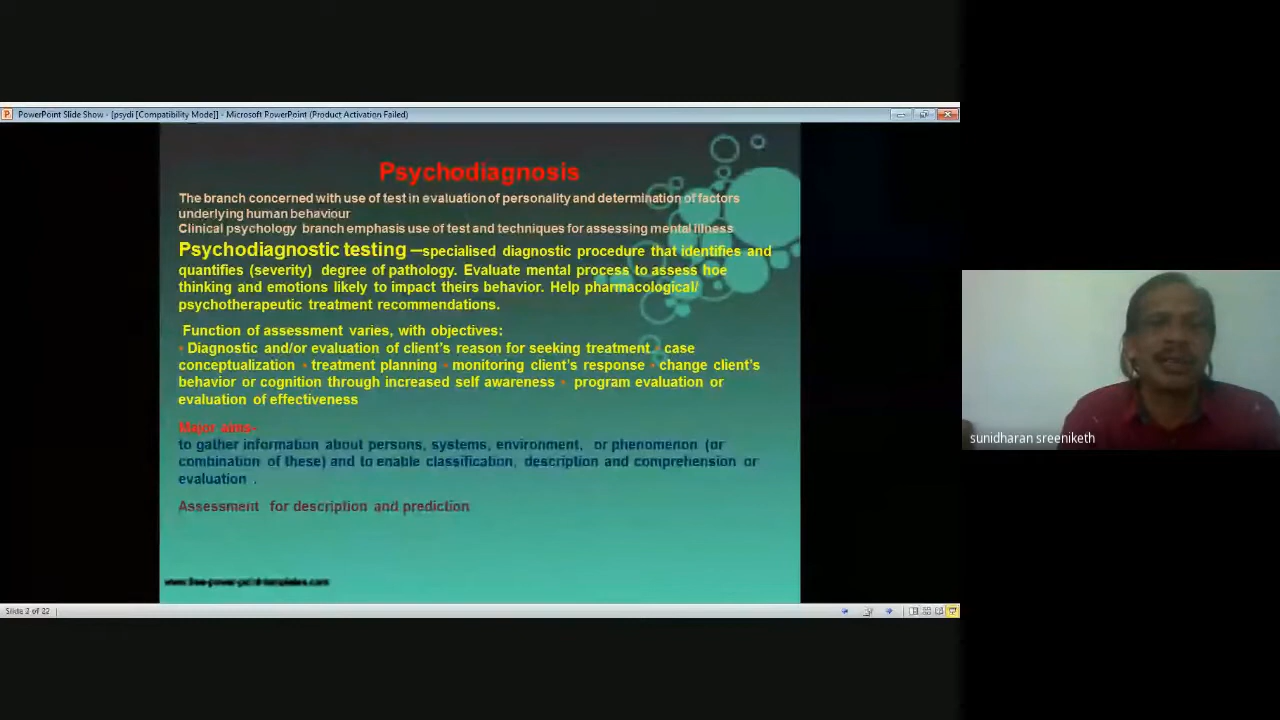 PowerPoint Slide Show - [psydi [Compatibility Mode]] - Microsoft PowerPoint (Product Activation Failed)
Psychodiagnosis
The branch concerned with use of test in evaluation of personality and determination of factors
underlying human behaviour
Clinical psychology branch emphasis use of test and techniques for assessing mental illness
Psychodiagnostic testing —specialised diagnostic procedure that identifies and
quantifies (severity) degree of pathology. Evaluate mental process to assess hoe
thinking and emotions likely to impact theirs behavior. Help pharmacological/
psychotherapeutic treatment recommendations.
Function of assessment varies, with objectives:
• Diagnostic and/or evaluation of client's reason for seeking treatment • case
conceptualization • treatment planning • monitoring client's response • change client's
behavior or cognition through increased self awareness • program evaluation or
evaluation of effectiveness
Major aims-
to gather information about persons, systems, environment, or phenomenon (or
combination of these) and to enable classification, description and comprehension or
evaluation .
Assessment for description and prediction
www.free-power-point-templates.com
Slide 2 of 22
sunidharan sreeniketh